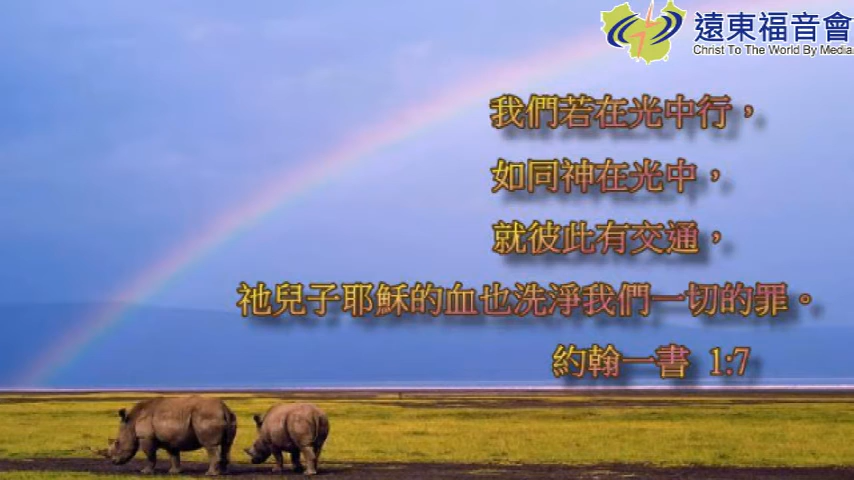 遠東福音會
Christ To The World By Media
我們若在光中行，
如同神在光中，
就彼此有交通，
祂兒子耶穌的血也洗淨我們一切的罪。
約翰一書 1:7